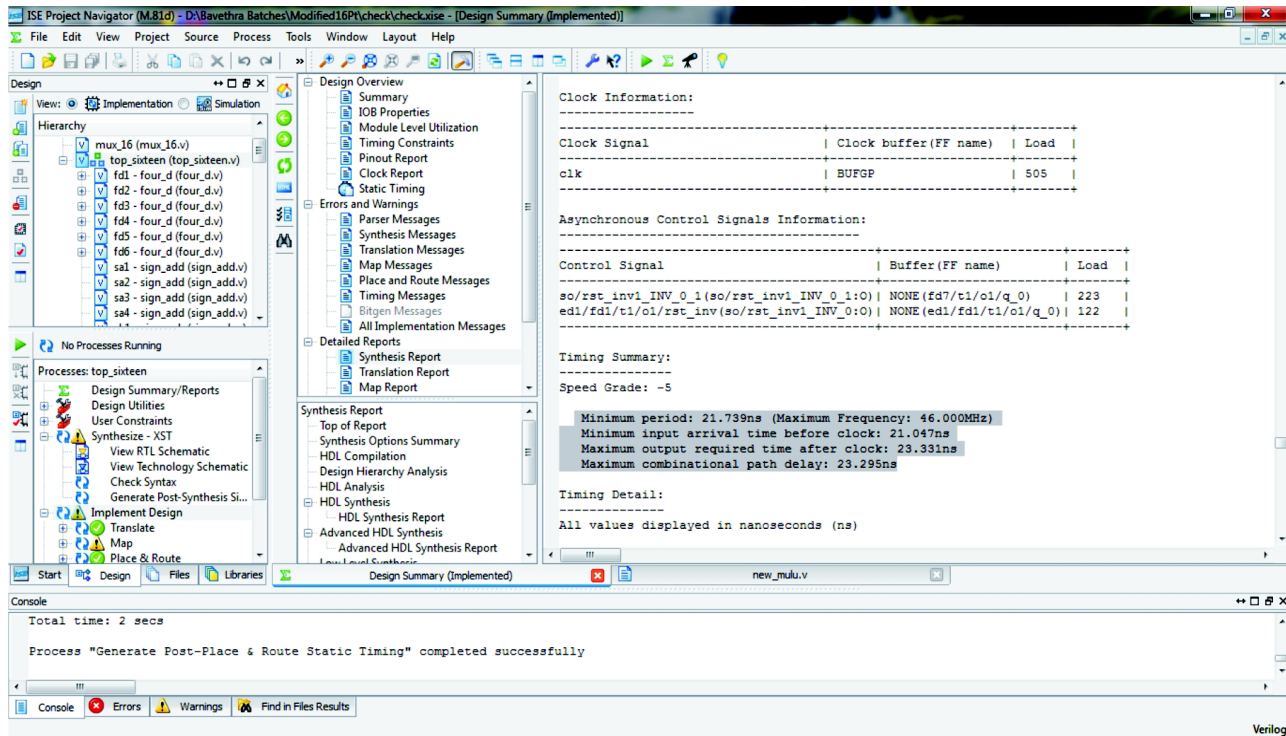 ISE Project Navigator (M.81d) - D:\Bavethra Batches\Modified16Pt\check\check.xise - [Design Summary (Implemented)]
File Edit View Project Source Process Tools Window Layout Help
Design
View: Implementation Simulation
Hierarchy
mux_16 (mux_16.v)
top_sixteen (top_sixteen.v)
fd1 - four_d (four_d.v)
fd2 - four_d (four_d.v)
fd3 - four_d (four_d.v)
fd4 - four_d (four_d.v)
fd5 - four_d (four_d.v)
fd6 - four_d (four_d.v)
sa1 - sign_add (sign_add.v)
sa2 - sign_add (sign_add.v)
sa3 - sign_add (sign_add.v)
sa4 - sign_add (sign_add.v)
No Processes Running
Processes: top_sixteen
Design Summary/Reports
Design Utilities
User Constraints
Synthesize - XST
View RTL Schematic
View Technology Schematic
Check Syntax
Generate Post-Synthesis Si...
Implement Design
Translate
Map
Place & Route
Start Design Files Libraries
Design Overview
Summary
IOB Properties
Module Level Utilization
Timing Constraints
Pinout Report
Clock Report
Static Timing
Errors and Warnings
Parser Messages
Synthesis Messages
Translation Messages
Map Messages
Place and Route Messages
Timing Messages
Bitgen Messages
All Implementation Messages
Detailed Reports
Synthesis Report
Translation Report
Map Report
Synthesis Report
Top of Report
Synthesis Options Summary
HDL Compilation
Design Hierarchy Analysis
HDL Analysis
HDL Synthesis
HDL Synthesis Report
Advanced HDL Synthesis
Advanced HDL Synthesis Report
Low Level Synthesis
Clock Information:
------------------
-----------------------------------+------------------------+-------+
Clock Signal | Clock buffer(FF name) | Load |
-----------------------------------+------------------------+-------+
clk | BUFGP | 505 |
-----------------------------------+------------------------+-------+
Asynchronous Control Signals Information:
----------------------------------------
-------------------------------------------+------------------------+-------+
Control Signal | Buffer(FF name) | Load |
-------------------------------------------+------------------------+-------+
so/rst_inv1_INV_0_1(so/rst_inv1_INV_0_1:O)| NONE(fd7/t1/o1/q_0) | 223 |
ed1/fd1/t1/o1/rst_inv(so/rst_inv1_INV_0:O)| NONE(ed1/fd1/t1/o1/q_0)| 122 |
-------------------------------------------+------------------------+-------+
Timing Summary:
---------------
Speed Grade: -5
Minimum period: 21.739ns (Maximum Frequency: 46.000MHz)
Minimum input arrival time before clock: 21.047ns
Maximum output required time after clock: 23.331ns
Maximum combinational path delay: 23.295ns
Timing Detail:
--------------
All values displayed in nanoseconds (ns)
Design Summary (Implemented) new_mulu.v
Console
Total time: 2 secs
Process "Generate Post-Place & Route Static Timing" completed successfully
Console Errors Warnings Find in Files Results
Verilog